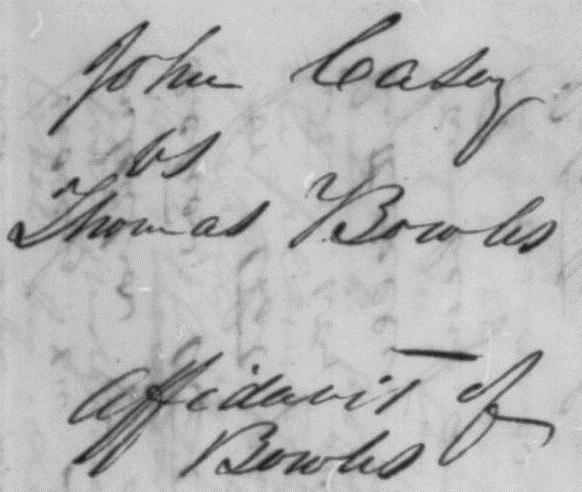 John Casey
vs
Thomas Bowles
Affidavit of
Bowles